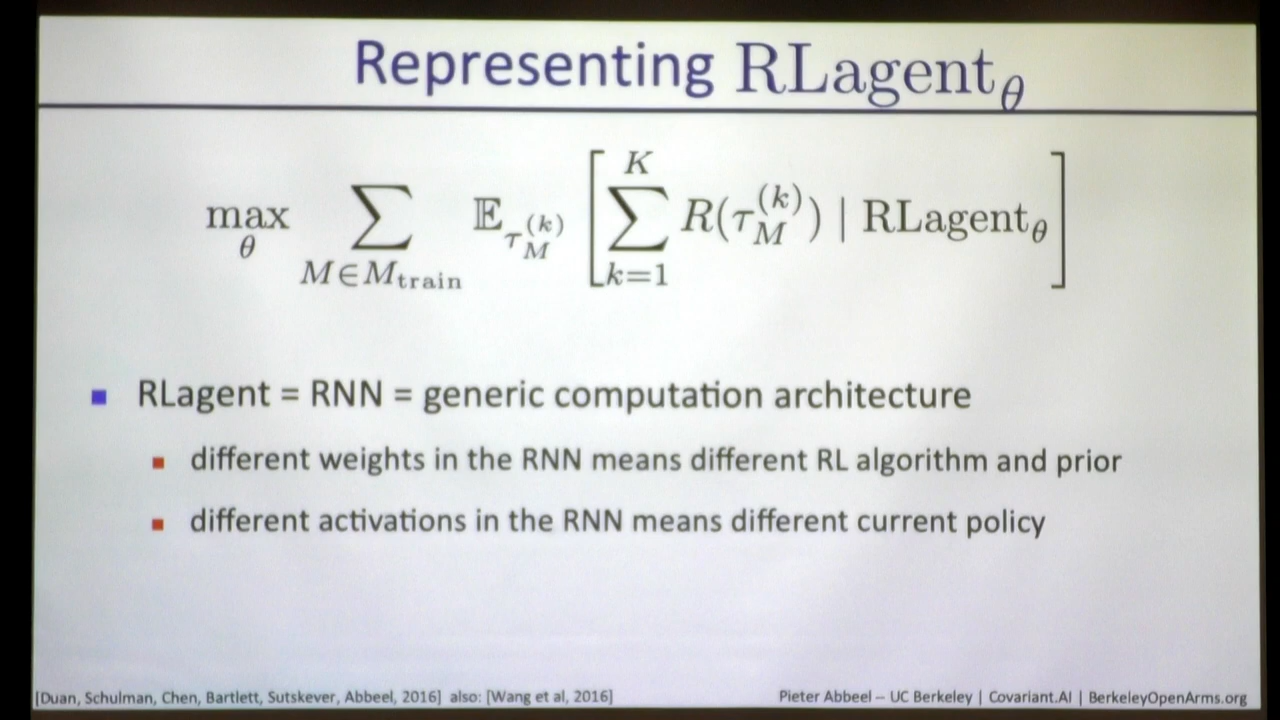 Representing RLagent_θ
max_θ ∑_{M∈M_train} 𝔼_{τ_M^{(k)}} [ ∑_{k=1}^{K} R(τ_M^{(k)}) | RLagent_θ ]
RLagent = RNN = generic computation architecture
different weights in the RNN means different RL algorithm and prior
different activations in the RNN means different current policy
[Duan, Schulman, Chen, Bartlett, Sutskever, Abbeel, 2016] also: [Wang et al, 2016]
Pieter Abbeel – UC Berkeley | Covariant.AI | BerkeleyOpenArms.org